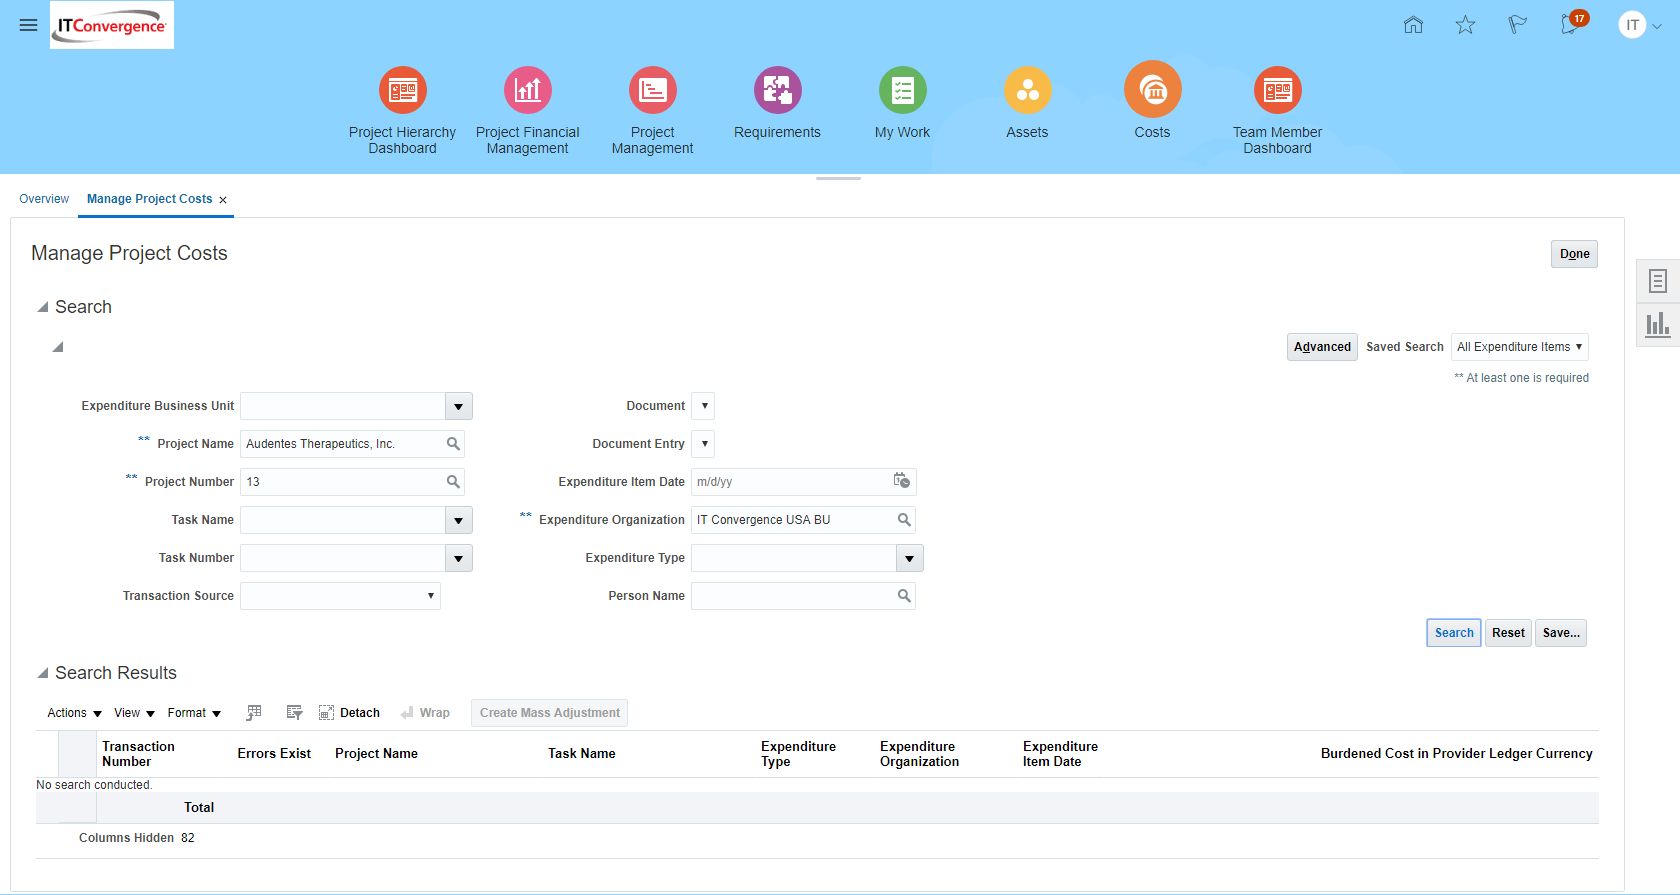 ITConvergence
17
IT
Project Hierarchy
Dashboard
Project Financial
Management
Project
Management
Requirements
My Work
Assets
Costs
Team Member
Dashboard
Overview
Manage Project Costs ×
Manage Project Costs
Done
Search
Advanced Saved Search All Expenditure Items
** At least one is required
Expenditure Business Unit
Document
** Project Name Audentes Therapeutics, Inc.
Document Entry
** Project Number 13
Expenditure Item Date m/d/yy
Task Name
** Expenditure Organization IT Convergence USA BU
Task Number
Expenditure Type
Transaction Source
Person Name
Search Reset Save...
Search Results
Actions View Format Detach Wrap Create Mass Adjustment
Transaction
Number
Errors Exist
Project Name
Task Name
Expenditure
Type
Expenditure
Organization
Expenditure
Item Date
Burdened Cost in Provider Ledger Currency
No search conducted.
Total
Columns Hidden 82